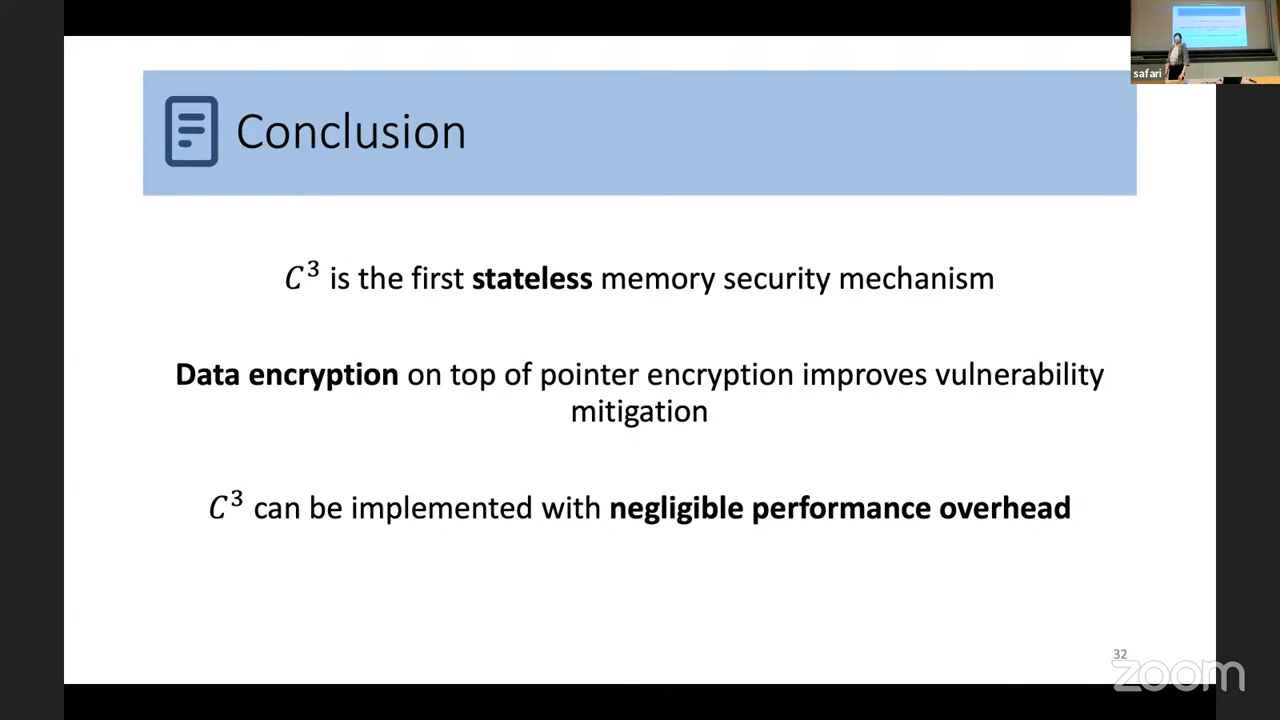 safari
Conclusion
C³ is the first stateless memory security mechanism
Data encryption on top of pointer encryption improves vulnerability
mitigation
C³ can be implemented with negligible performance overhead
32
zoom